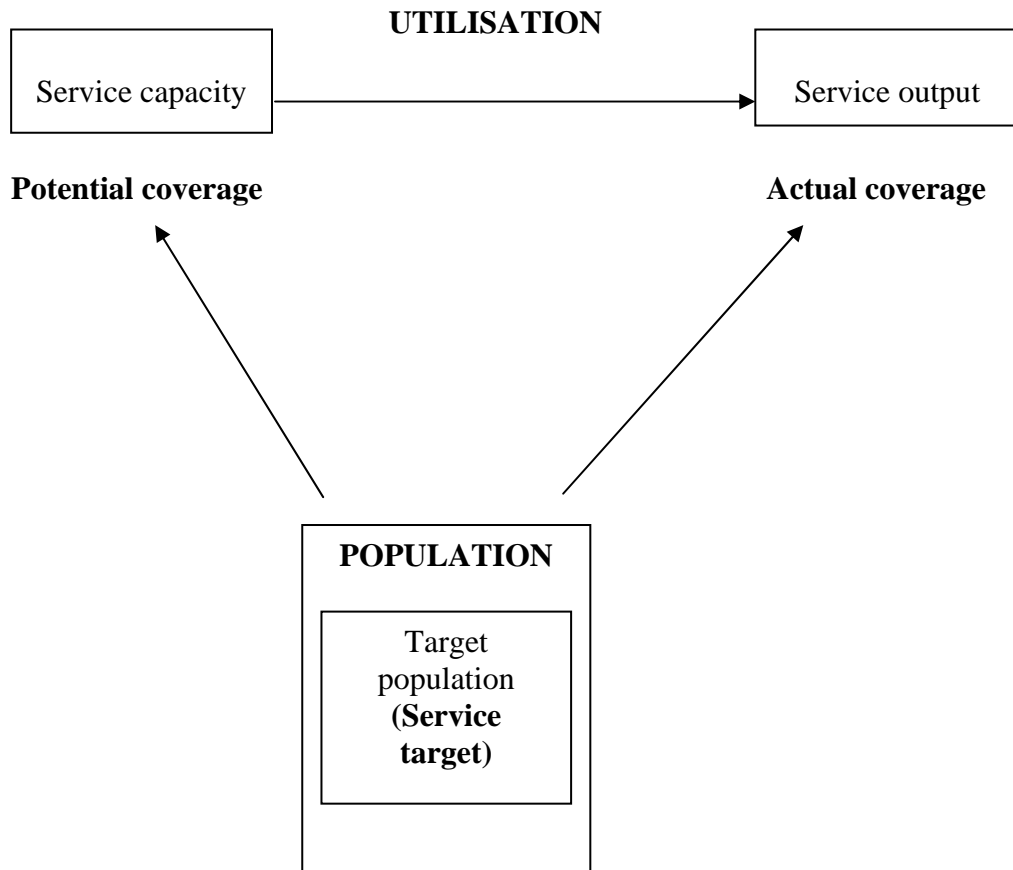 UTILISATION
Service capacity
Service output
Potential coverage
Actual coverage
POPULATION
Target
population
(Service
target)